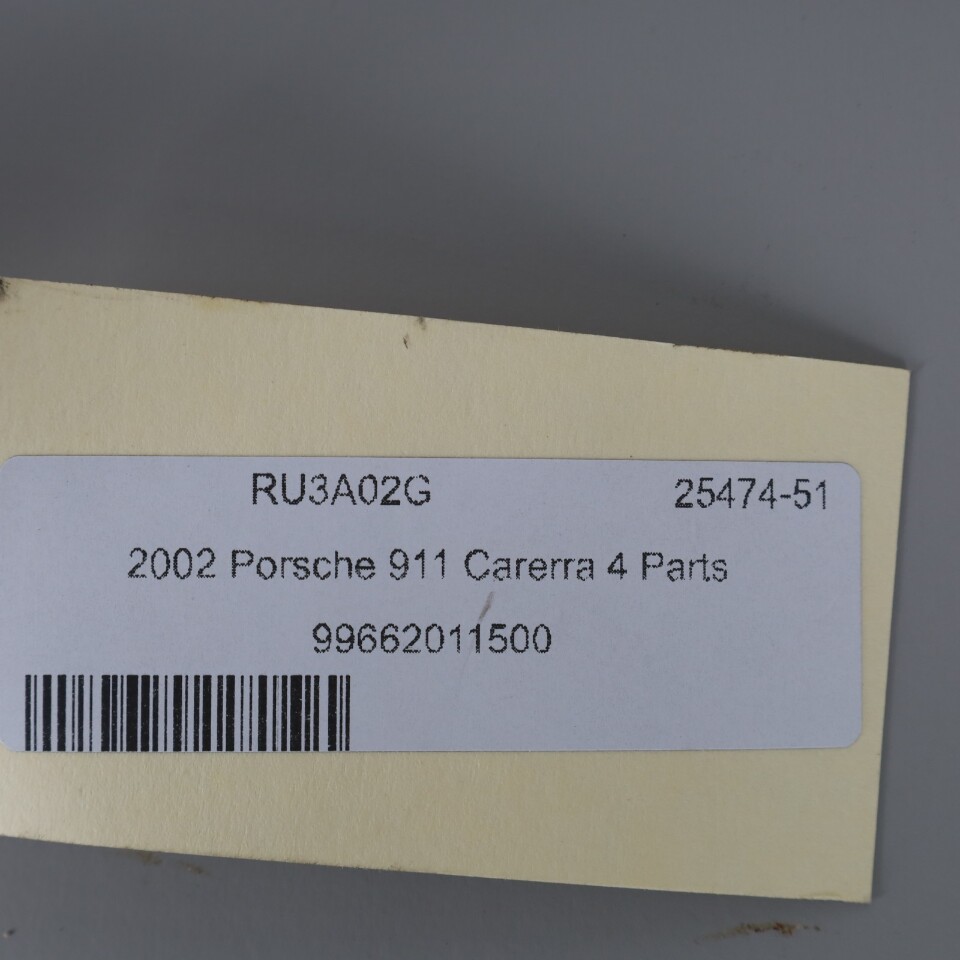 RU3A02G 25474-51
2002 Porsche 911 Carerra 4 Parts
99662011500